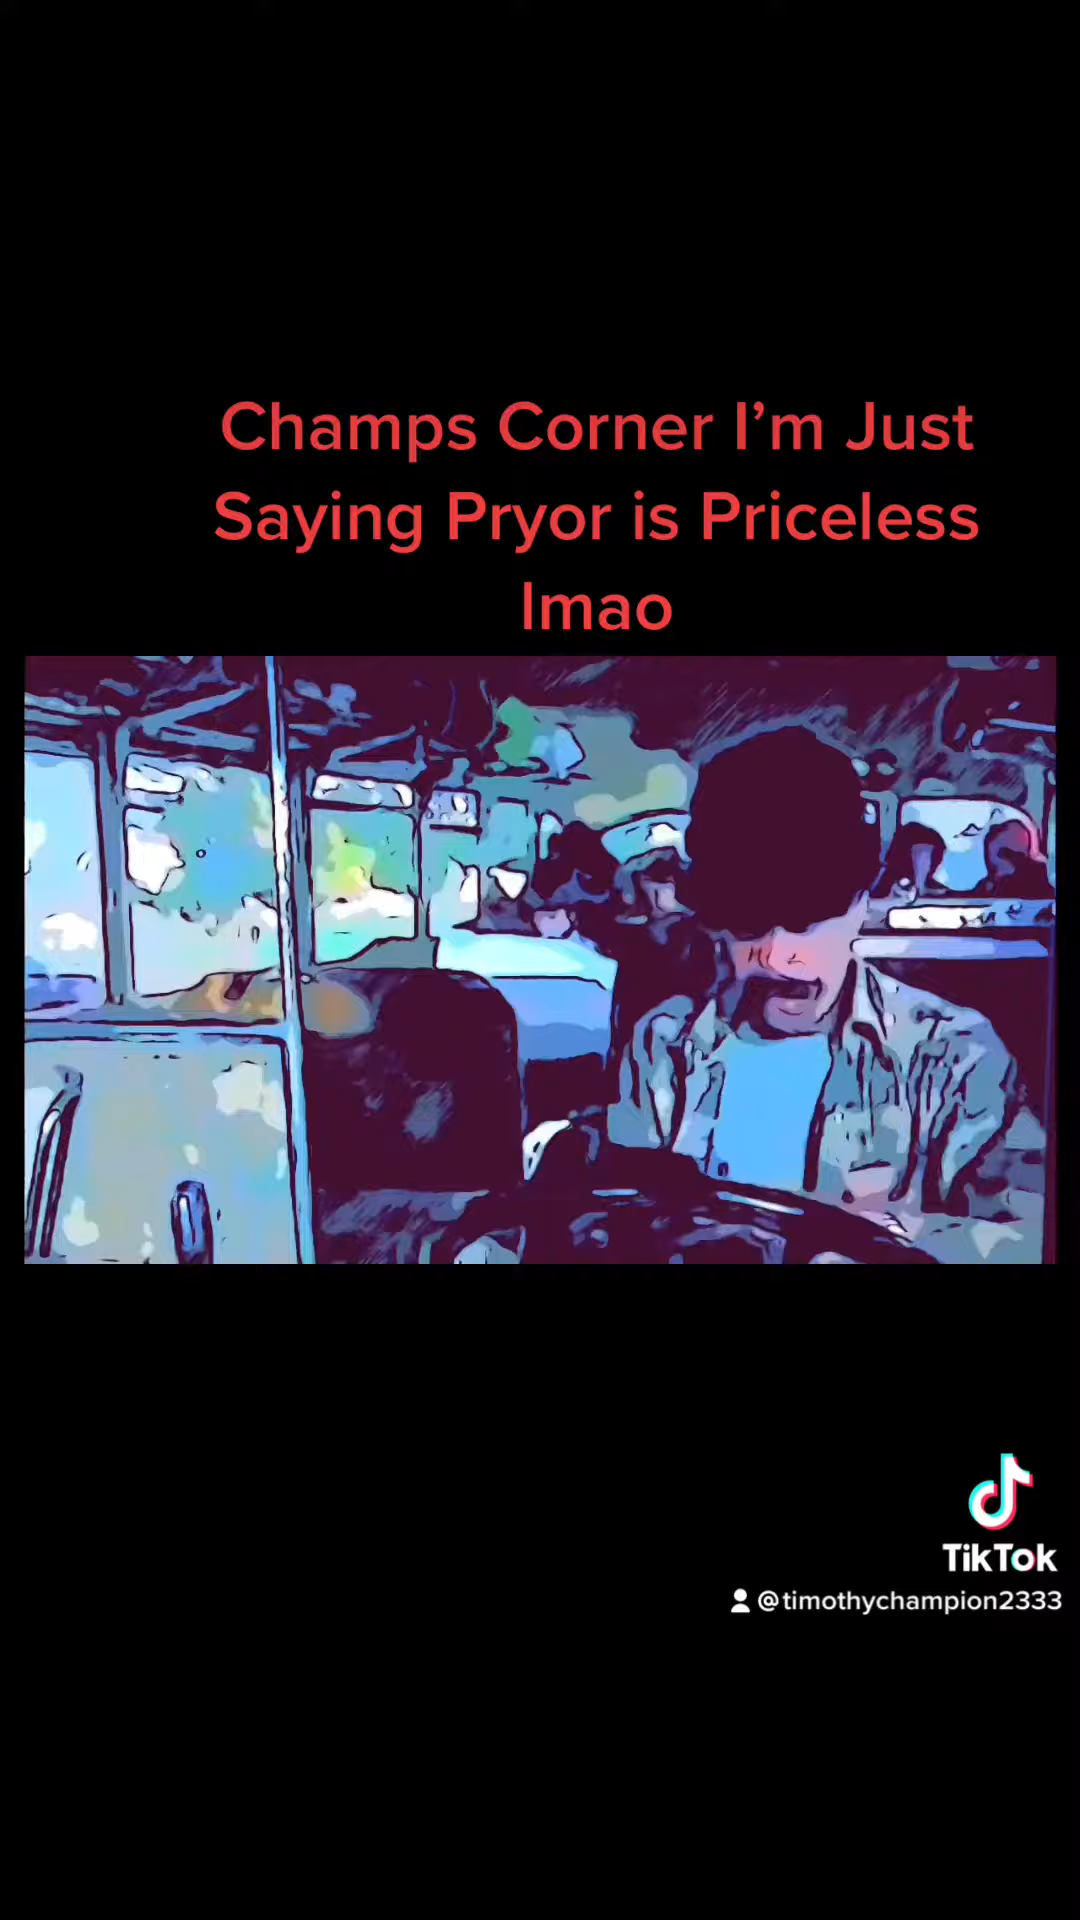 Champs Corner I’m Just
Saying Pryor is Priceless
lmao
TikTok
@timothychampion2333